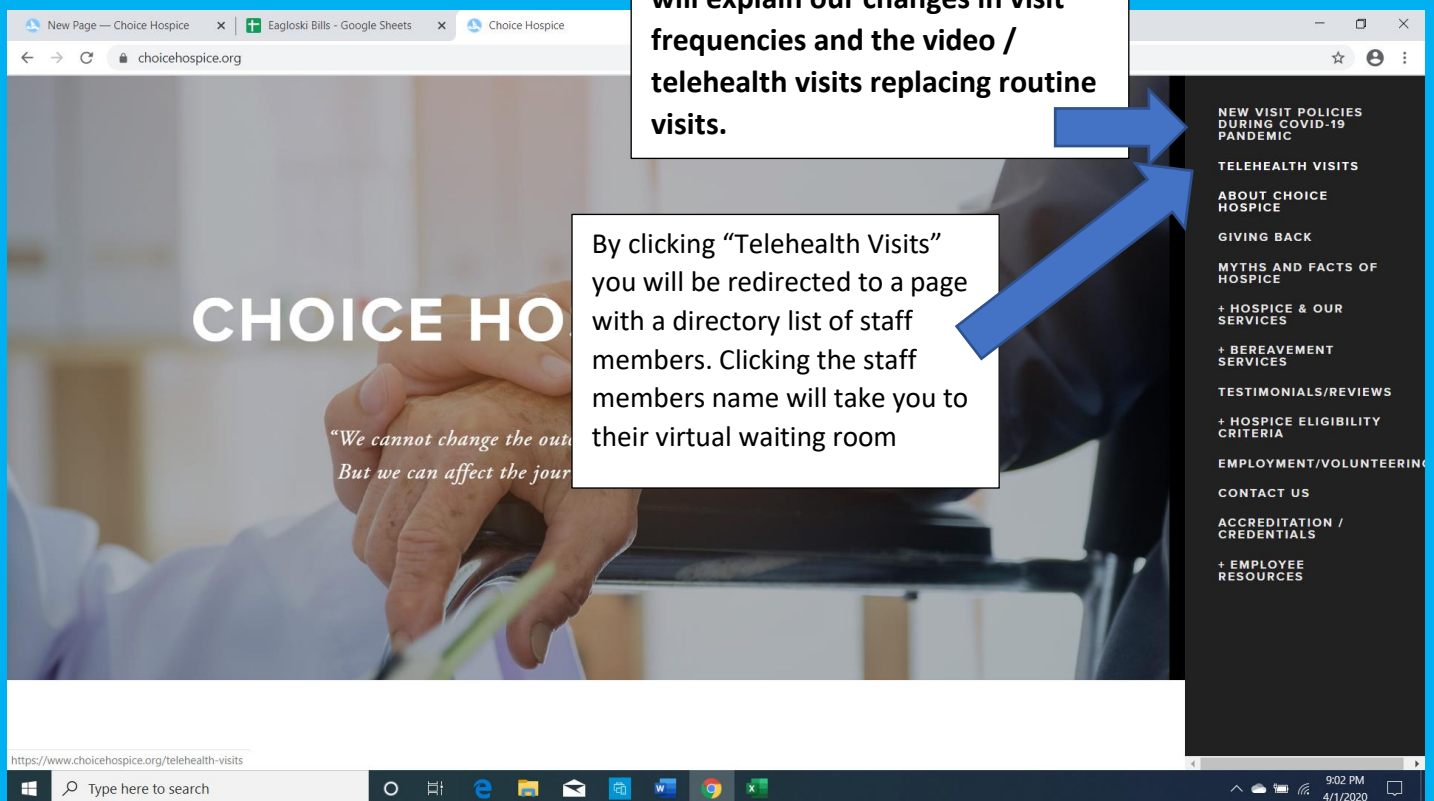 will explain our changes in visit
frequencies and the video /
telehealth visits replacing routine
visits.
New Page — Choice Hospice
Eagloski Bills - Google Sheets
Choice Hospice
choicehospice.org
NEW VISIT POLICIES
DURING COVID-19
PANDEMIC
TELEHEALTH VISITS
ABOUT CHOICE
HOSPICE
GIVING BACK
MYTHS AND FACTS OF
HOSPICE
+ HOSPICE & OUR
SERVICES
+ BEREAVEMENT
SERVICES
TESTIMONIALS/REVIEWS
+ HOSPICE ELIGIBILITY
CRITERIA
EMPLOYMENT/VOLUNTEERING
CONTACT US
ACCREDITATION /
CREDENTIALS
+ EMPLOYEE
RESOURCES
By clicking “Telehealth Visits”
you will be redirected to a page
with a directory list of staff
members. Clicking the staff
members name will take you to
their virtual waiting room
CHOICE HO
“We cannot change the out
But we can affect the jour
https://www.choicehospice.org/telehealth-visits
Type here to search
9:02 PM
4/1/2020